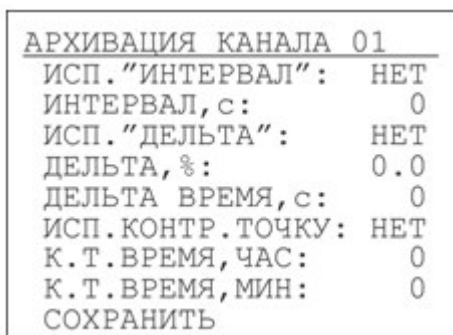 АРХИВАЦИЯ КАНАЛА 01
ИСП."ИНТЕРВАЛ": НЕТ
ИНТЕРВАЛ,с: 0
ИСП."ДЕЛЬТА": НЕТ
ДЕЛЬТА,%: 0.0
ДЕЛЬТА ВРЕМЯ,с: 0
ИСП.КОНТР.ТОЧКУ: НЕТ
К.Т.ВРЕМЯ,ЧАС: 0
К.Т.ВРЕМЯ,МИН: 0
СОХРАНИТЬ